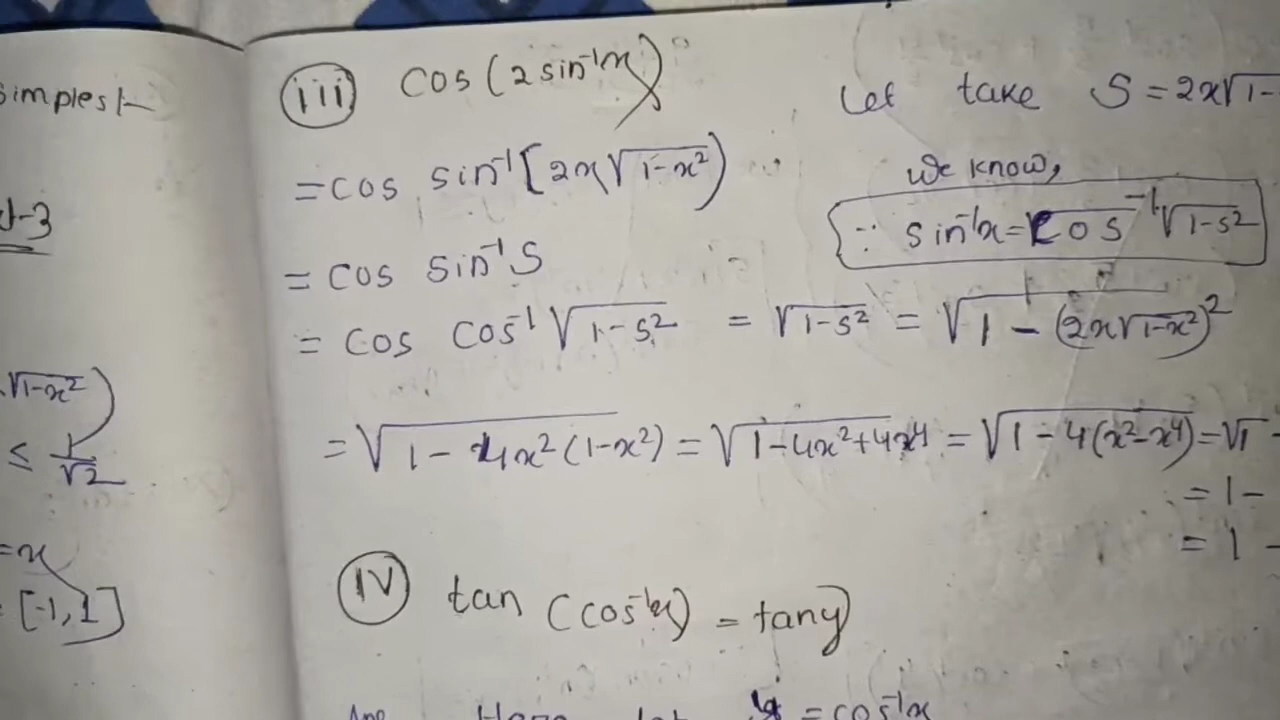 simplest
-3
√1-x²)
≤ 1/√2
=x
[-1,1]
(iii) cos(2 sin⁻¹x)
Let take S = 2x√1-
= cos sin⁻¹[2x√1-x²)
we know,
∵ sin⁻¹x = cos⁻¹√1-s²
= cos sin⁻¹S
= cos cos⁻¹√1-s² = √1-s² = √1-(2x√1-x²)²
= √1-4x²(1-x²) = √1-4x²+4x⁴ = √1-4(x²-x⁴) = √1-
= 1-
= 1-
(IV) tan (cos⁻¹x) = tany
Ans Here let y = cos⁻¹x